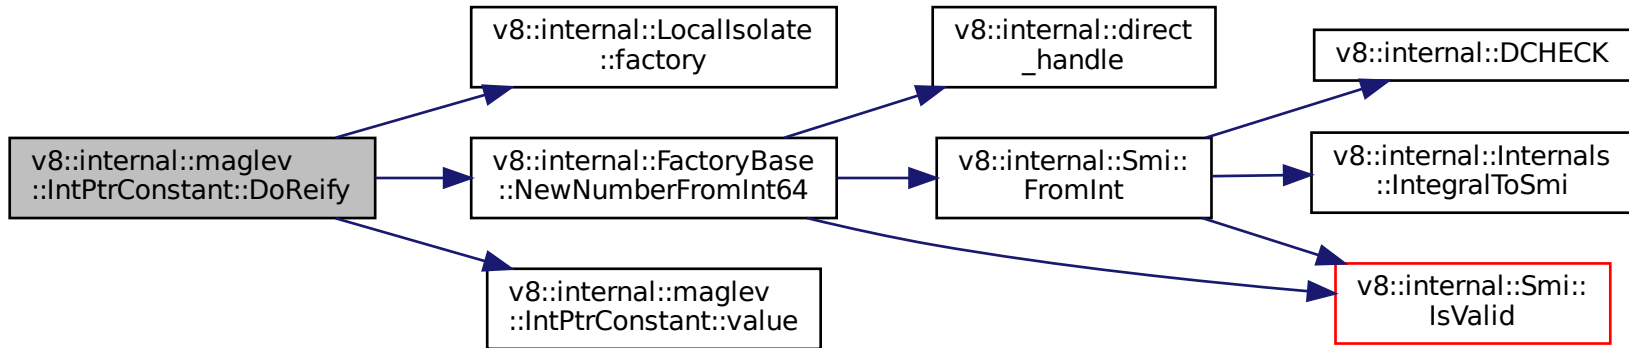 v8::internal::maglev
::IntPtrConstant::DoReify
v8::internal::LocalIsolate
::factory
v8::internal::FactoryBase
::NewNumberFromInt64
v8::internal::maglev
::IntPtrConstant::value
v8::internal::direct
_handle
v8::internal::Smi::
FromInt
v8::internal::DCHECK
v8::internal::Internals
::IntegralToSmi
v8::internal::Smi::
IsValid